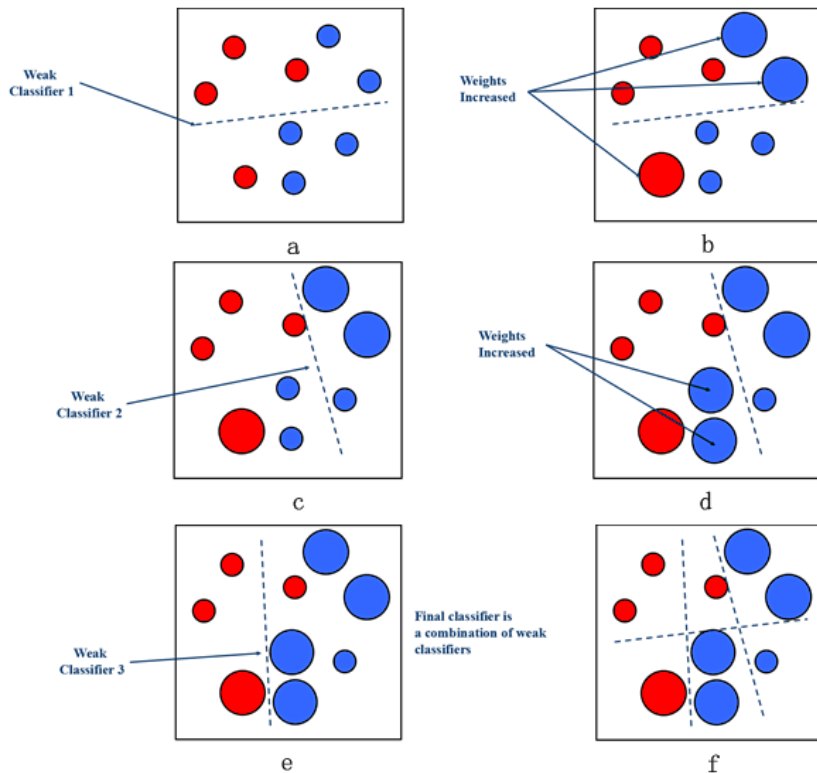 Weak
Classifier 1
Weights
Increased
a
b
Weak
Classifier 2
Weights
Increased
c
d
Weak
Classifier 3
Final classifier is
a combination of weak
classifiers
e
f